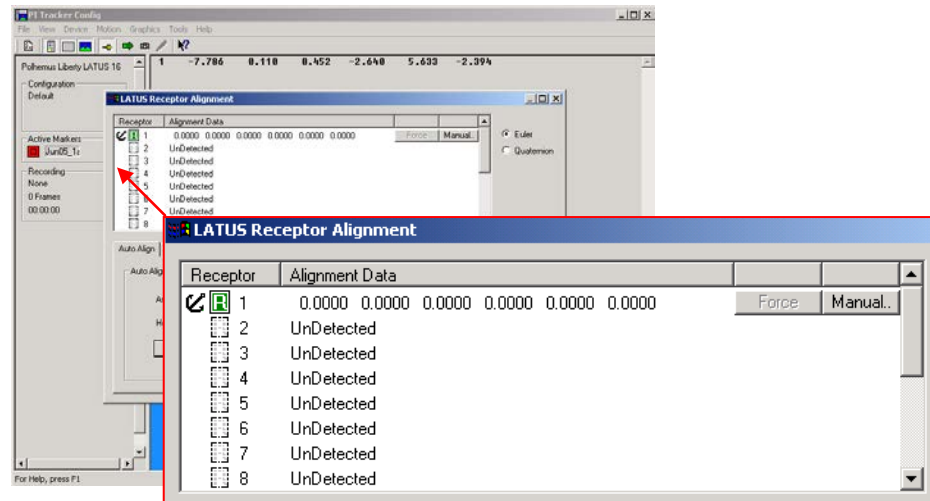 PI Tracker Config
File View Device Motion Graphics Tools Help
Polhemus Liberty LATUS 16
1 -7.786 0.110 0.452 -2.640 5.633 -2.394
Configuration
Default
Active Markers
Recording
None
0 Frames
00:00:00
LATUS Receptor Alignment
Receptor Alignment Data
1 0.0000 0.0000 0.0000 0.0000 0.0000 0.0000 Force Manual..
2 UnDetected
3 UnDetected
4 UnDetected
5 UnDetected
6 UnDetected
7 UnDetected
8
Euler
Quaternion
Auto Align
For Help, press F1
LATUS Receptor Alignment
Receptor Alignment Data
R 1 0.0000 0.0000 0.0000 0.0000 0.0000 0.0000 Force Manual..
2 UnDetected
3 UnDetected
4 UnDetected
5 UnDetected
6 UnDetected
7 UnDetected
8 UnDetected